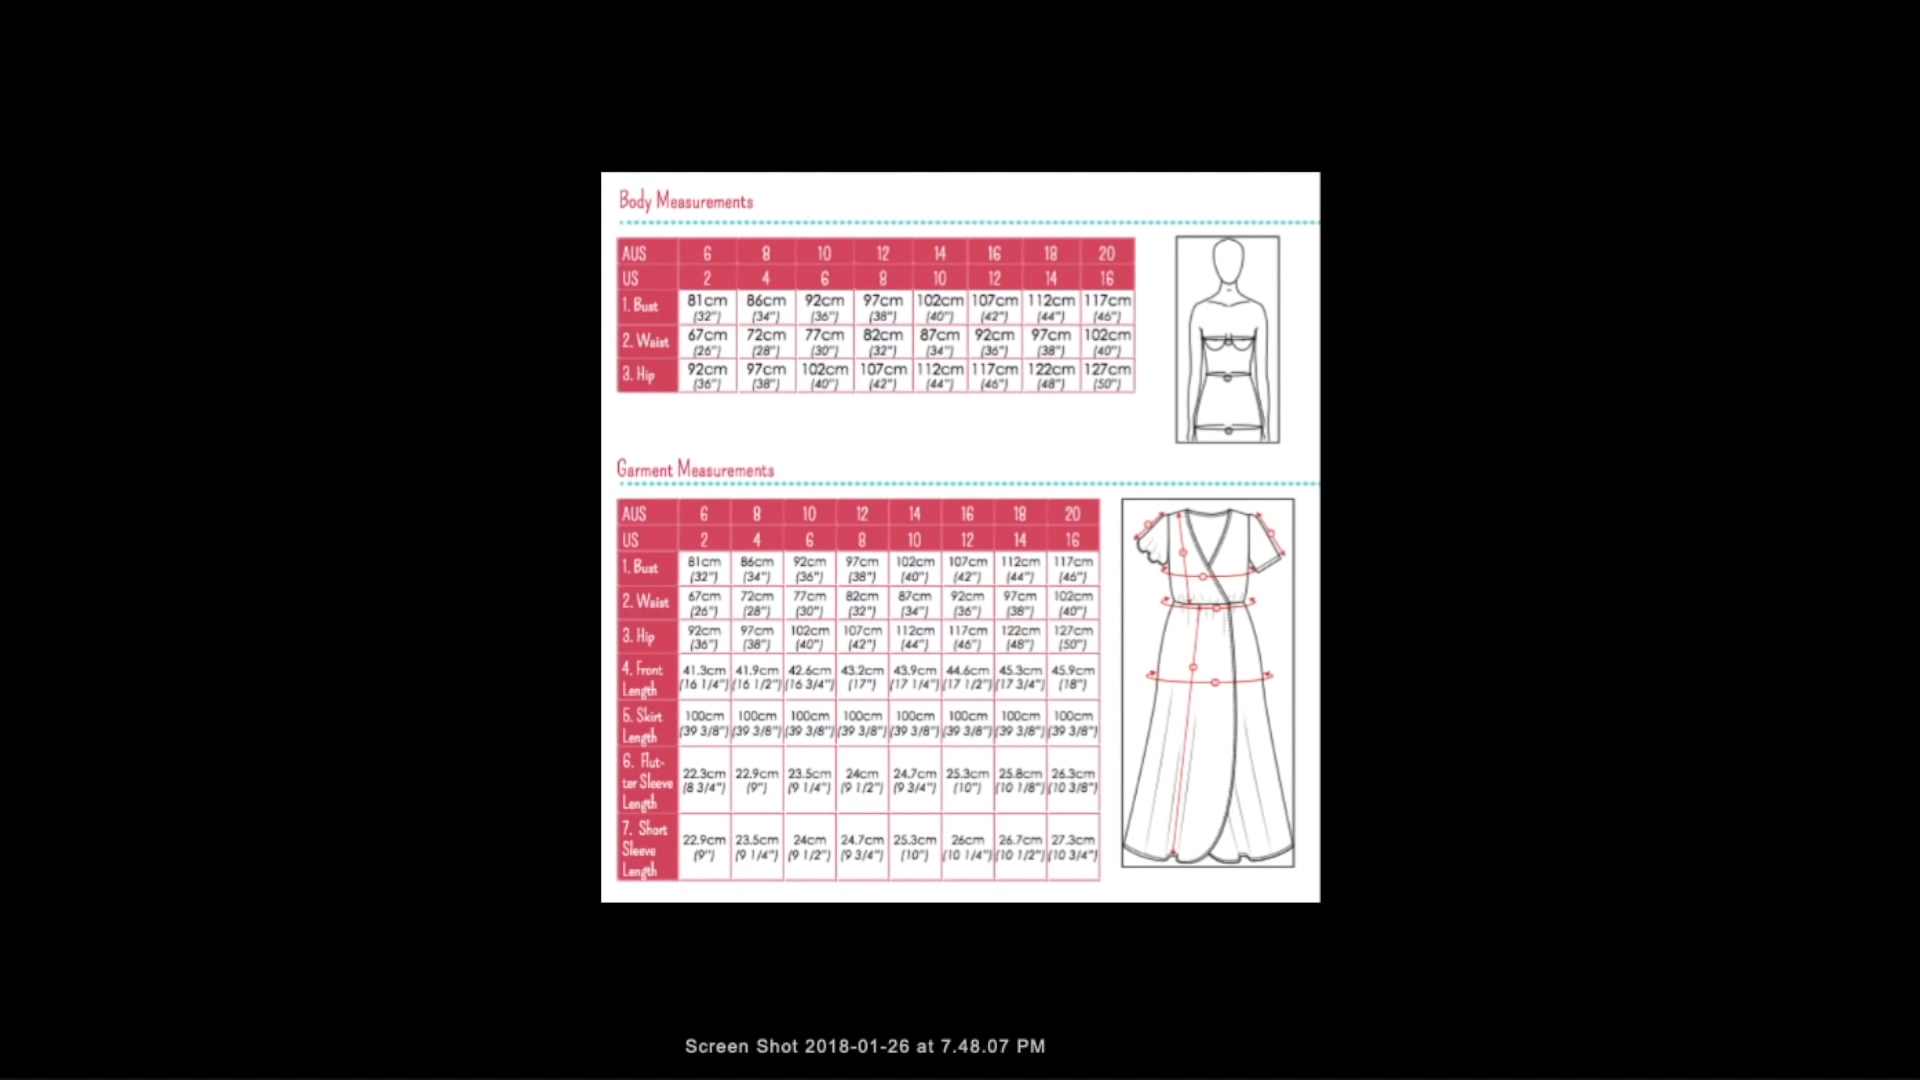 Body Measurements
AUS 6 8 10 12 14 16 18 20
US 2 4 6 8 10 12 14 16
1. Bust 81cm 86cm 92cm 97cm 102cm 107cm 112cm 117cm
(32") (34") (36") (38") (40") (42") (44") (46")
2. Waist 67cm 72cm 77cm 82cm 87cm 92cm 97cm 102cm
(26") (28") (30") (32") (34") (36") (38") (40")
3. Hip 92cm 97cm 102cm 107cm 112cm 117cm 122cm 127cm
(36") (38") (40") (42") (44") (46") (48") (50")
Garment Measurements
AUS 6 8 10 12 14 16 18 20
US 2 4 6 8 10 12 14 16
1. Bust 81cm 86cm 92cm 97cm 102cm 107cm 112cm 117cm
(32") (34") (36") (38") (40") (42") (44") (46")
2. Waist 67cm 72cm 77cm 82cm 87cm 92cm 97cm 102cm
(26") (28") (30") (32") (34") (36") (38") (40")
3. Hip 92cm 97cm 102cm 107cm 112cm 117cm 122cm 127cm
(36") (38") (40") (42") (44") (46") (48") (50")
4. Front 41.3cm 41.9cm 42.6cm 43.2cm 43.9cm 44.6cm 45.3cm 45.9cm
Length (16 1/4") (16 1/2") (16 3/4") (17") (17 1/4") (17 1/2") (17 3/4") (18")
5. Skirt 100cm 100cm 100cm 100cm 100cm 100cm 100cm 100cm
Length (39 3/8") (39 3/8") (39 3/8") (39 3/8") (39 3/8") (39 3/8") (39 3/8") (39 3/8")
6. Flut-
ter Sleeve 22.3cm 22.9cm 23.5cm 24cm 24.7cm 25.3cm 25.8cm 26.3cm
Length (8 3/4") (9") (9 1/4") (9 1/2") (9 3/4") (10") (10 1/8") (10 3/8")
7. Short
Sleeve 22.9cm 23.5cm 24cm 24.7cm 25.3cm 26cm 26.7cm 27.3cm
Length (9") (9 1/4") (9 1/2") (9 3/4") (10") (10 1/4") (10 1/2") (10 3/4")
Screen Shot 2018-01-26 at 7.48.07 PM